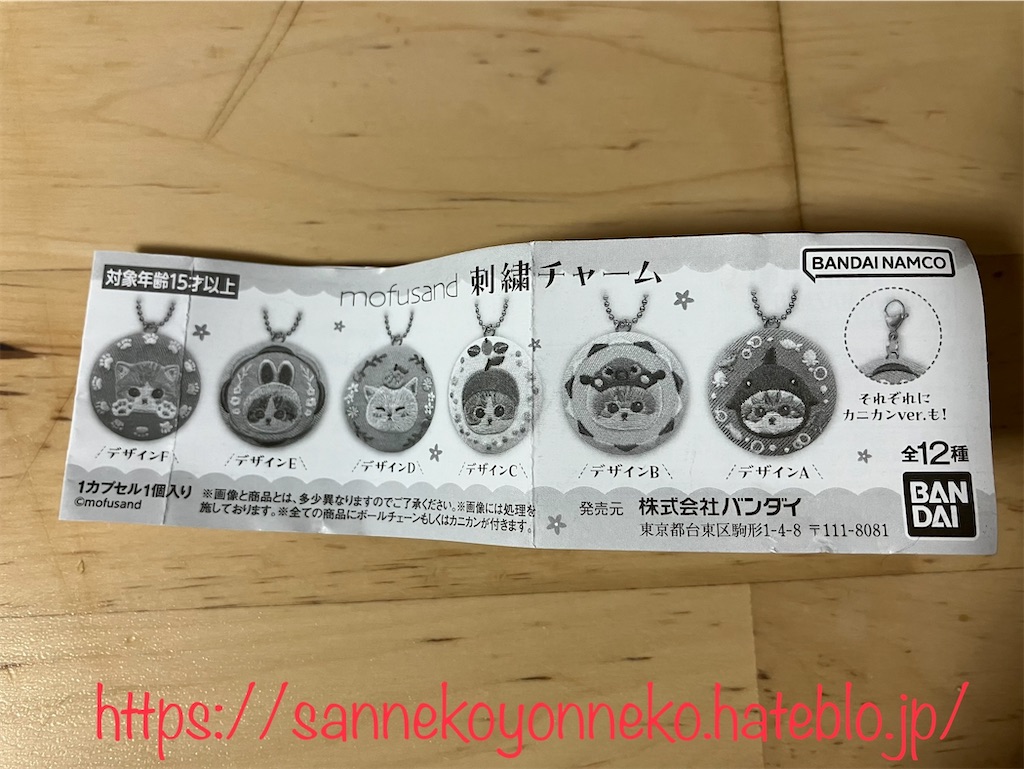 対象年齢15才以上
mofusand 刺繍チャーム
BANDAI NAMCO
それぞれに
カニカンver.も!
デザインF
デザインE
デザインD
デザインC
デザインB
デザインA
全12種
1カプセル1個入り
©mofusand
※画像と商品とは、多少異なりますのでご了承ください。※画像には処理を
施しております。※全ての商品にボールチェーンもしくはカニカンが付きます。
発売元 株式会社バンダイ
東京都台東区駒形1-4-8 〒111-8081
BAN
DAI
https://sannekoyonneko.hateblo.jp/